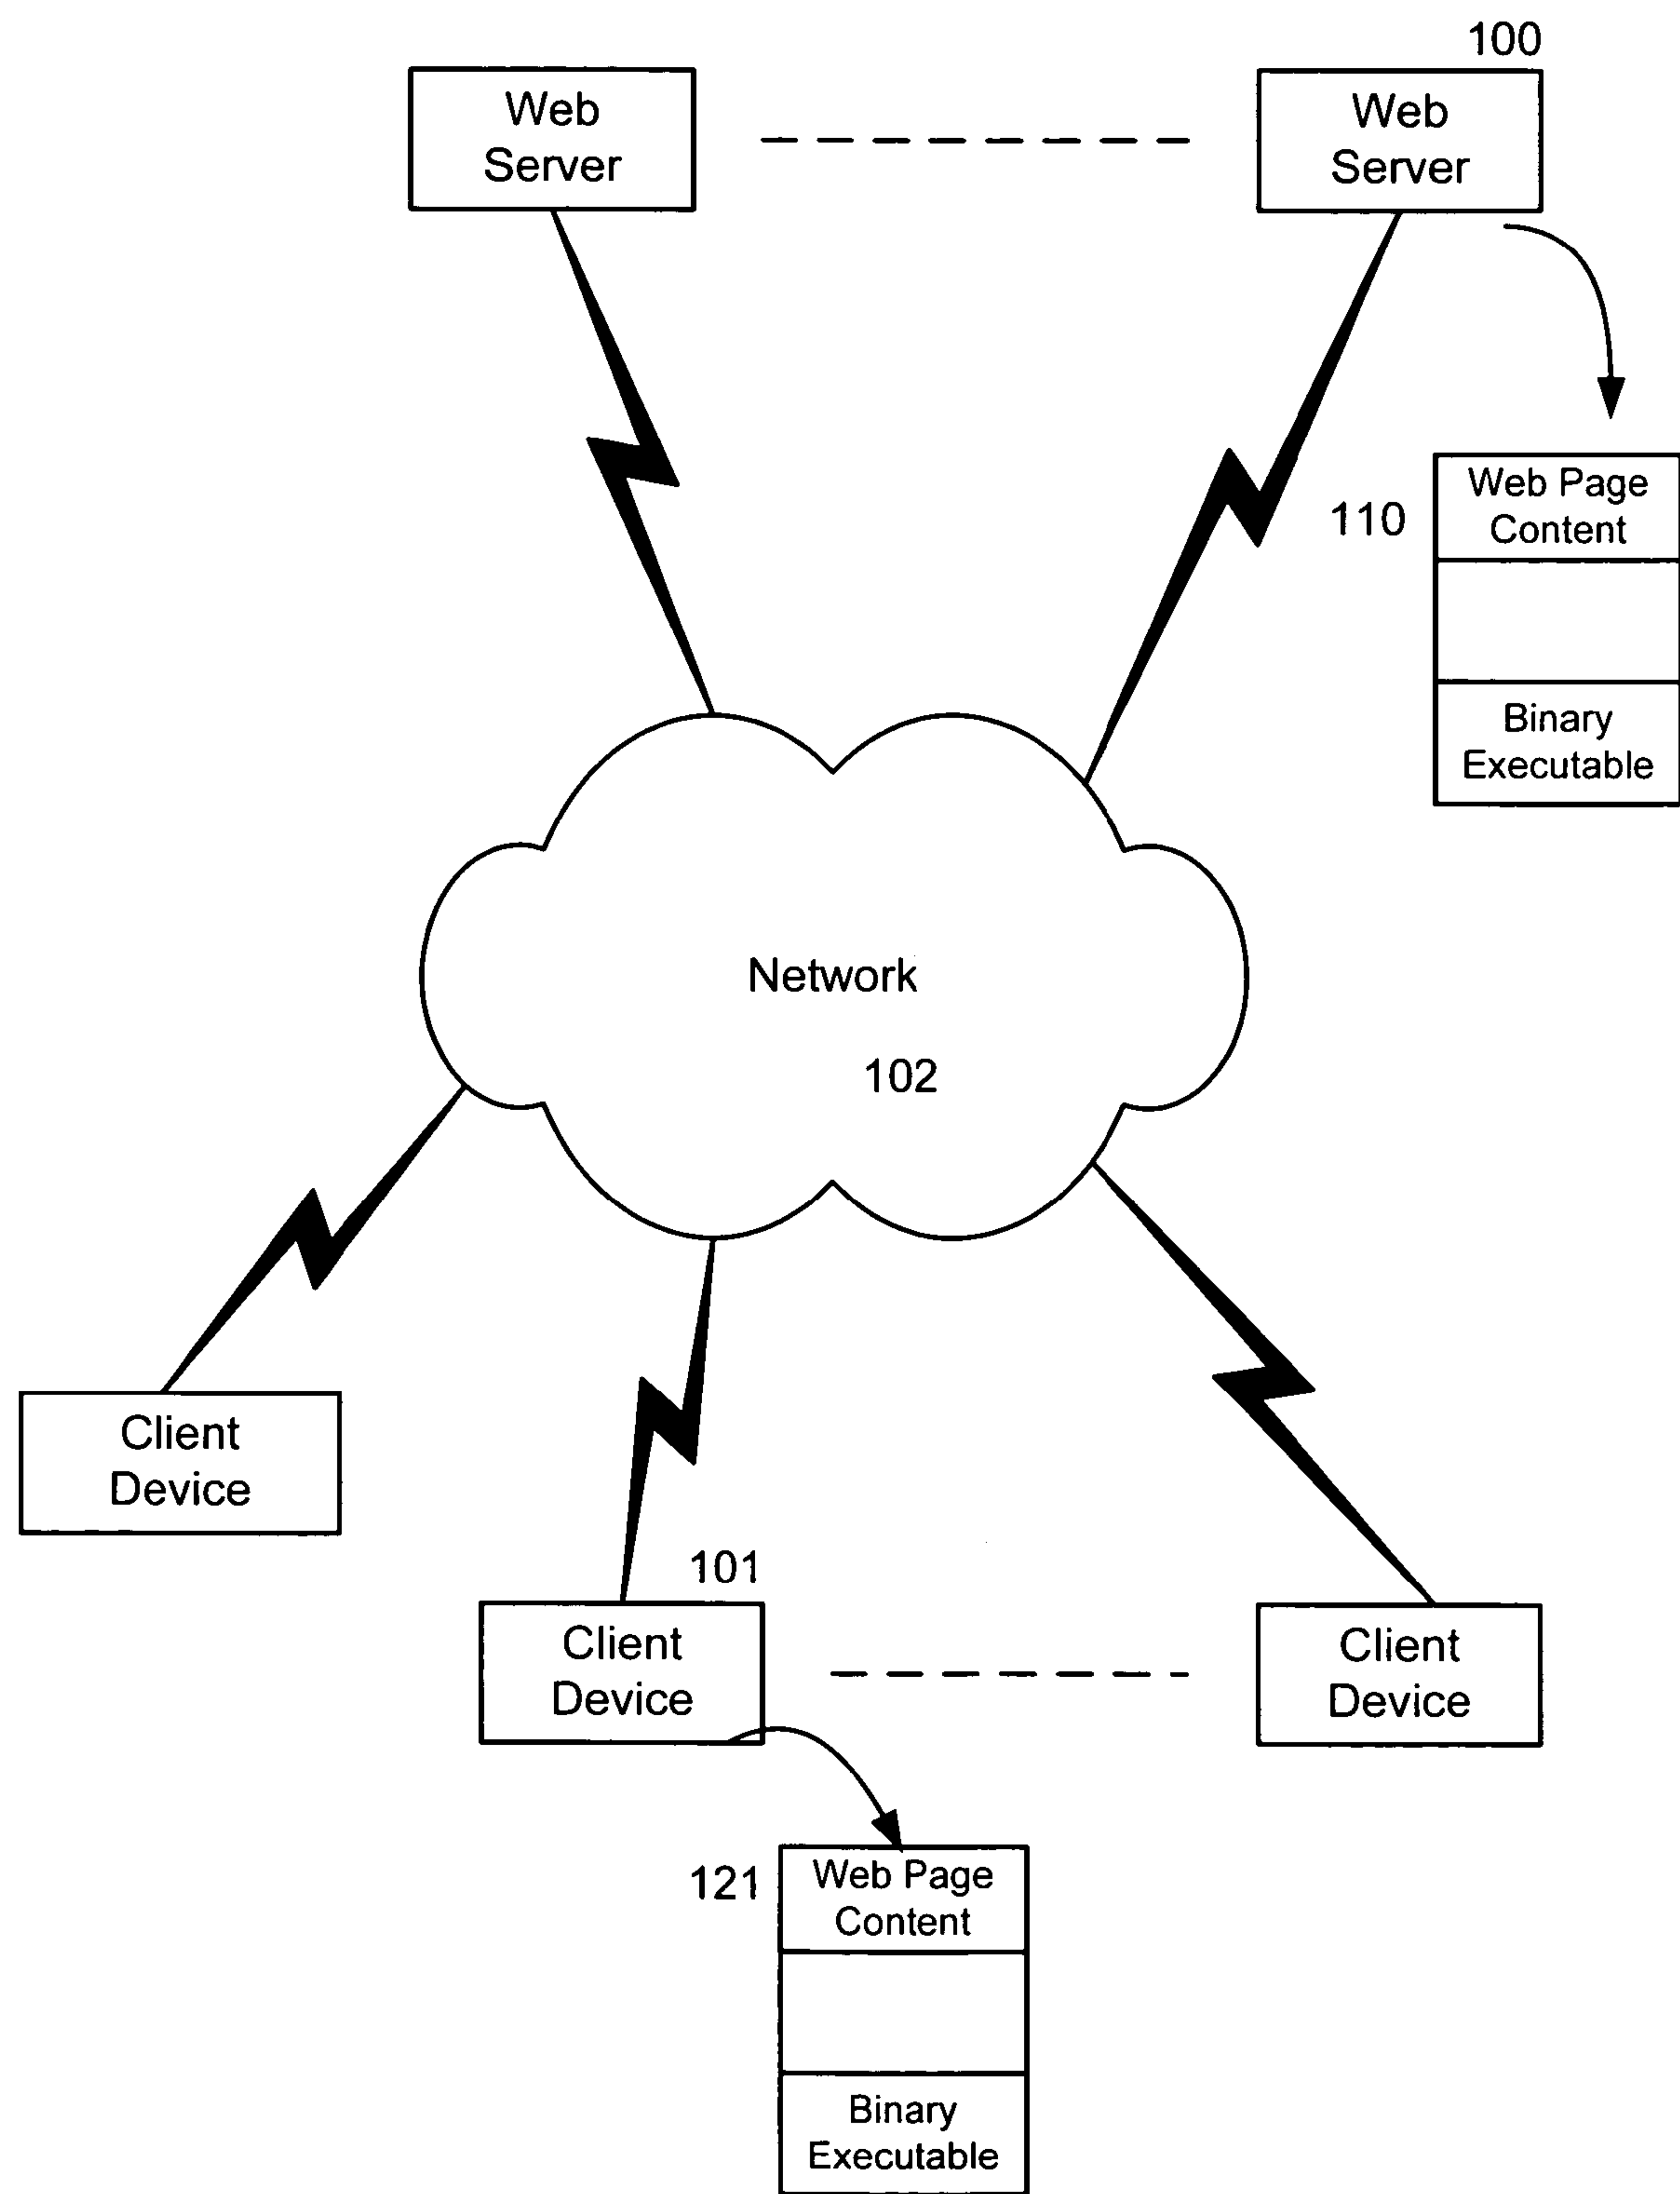 100
Web
Server
Web
Server
Web Page
Content
110
Binary
Executable
Network
102
Client
Device
101
Client
Device
Client
Device
121
Web Page
Content
Binary
Executable